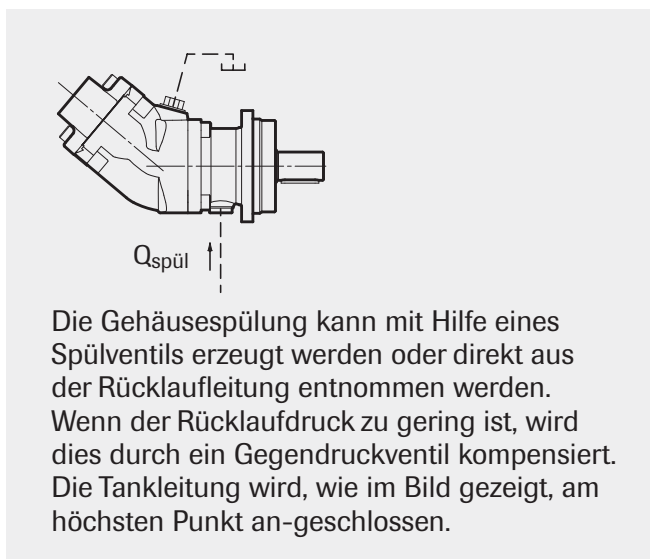 Qspül
Die Gehäusespülung kann mit Hilfe eines
Spülventils erzeugt werden oder direkt aus
der Rücklaufleitung entnommen werden.
Wenn der Rücklaufdruck zu gering ist, wird
dies durch ein Gegendruckventil kompensiert.
Die Tankleitung wird, wie im Bild gezeigt, am
höchsten Punkt an-geschlossen.